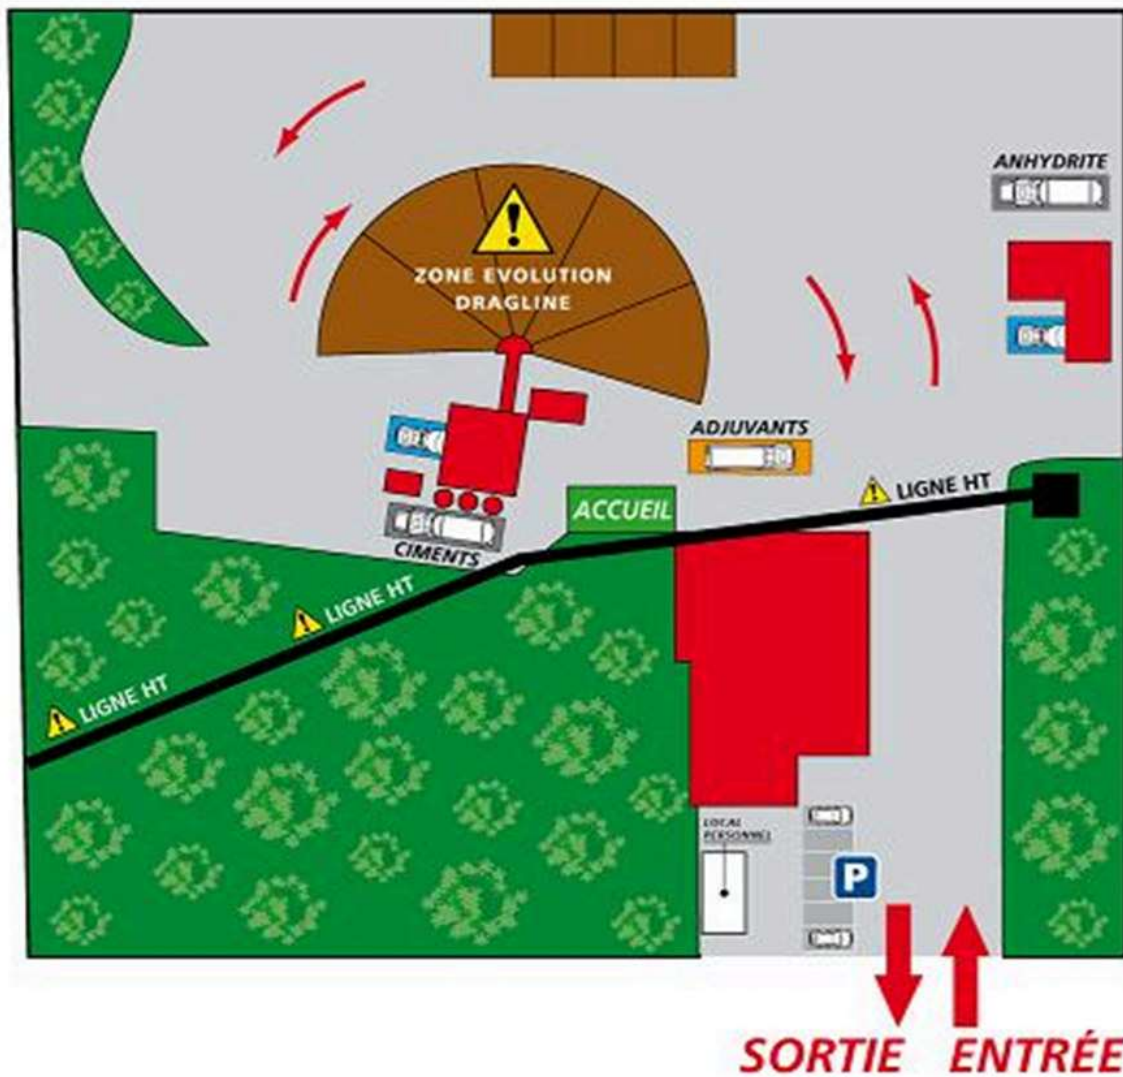 ANHYDRITE
!
ZONE EVOLUTION
DRAGLINE
ADJUVANTS
! LIGNE HT
ACCUEIL
CIMENTS
! LIGNE HT
! LIGNE HT
LOCAL
PERSONNEL
P
SORTIE ENTRÉE